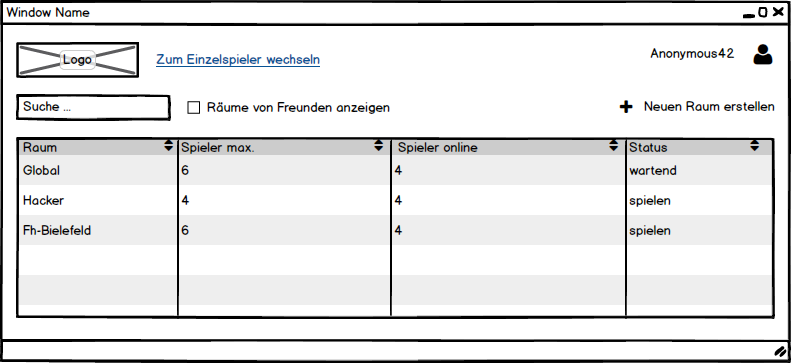 Window Name
Logo
Zum Einzelspieler wechseln
Anonymous42
Suche ...
Räume von Freunden anzeigen
Neuen Raum erstellen
Raum Spieler max. Spieler online Status
Global 6 4 wartend
Hacker 4 4 spielen
Fh-Bielefeld 6 4 spielen